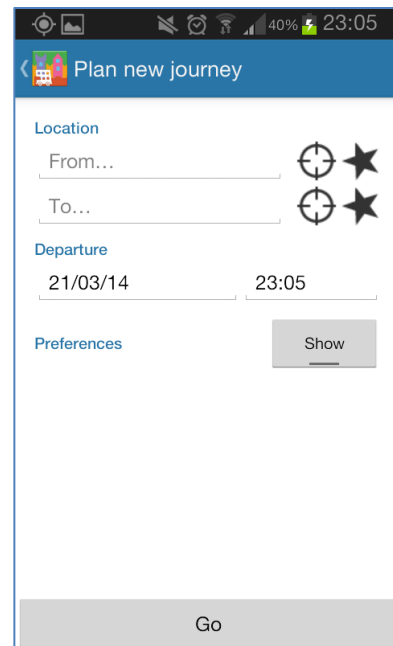 40% 23:05
Plan new journey
Location
From...
To...
Departure
21/03/14 23:05
Preferences Show
Go